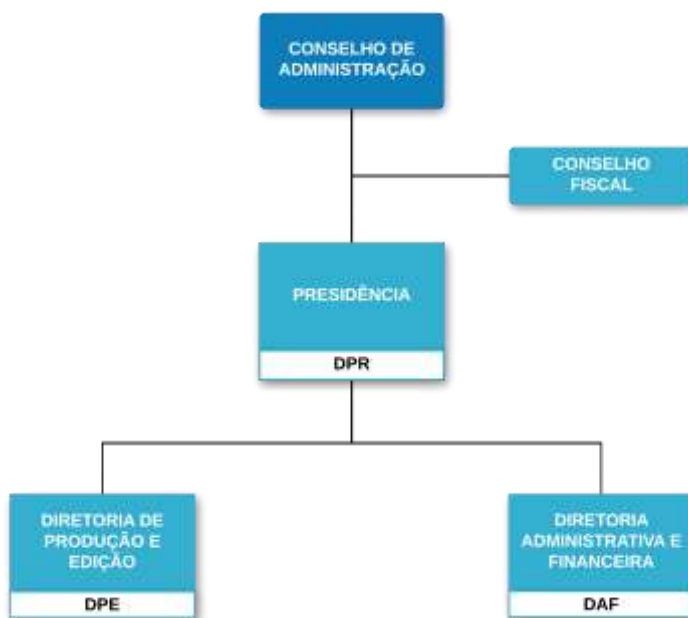 CONSELHO DE
ADMINISTRAÇÃO
CONSELHO
FISCAL
PRESIDÊNCIA
DPR
DIRETORIA DE
PRODUÇÃO E
EDIÇÃO
DPE
DIRETORIA
ADMINISTRATIVA E
FINANCEIRA
DAF